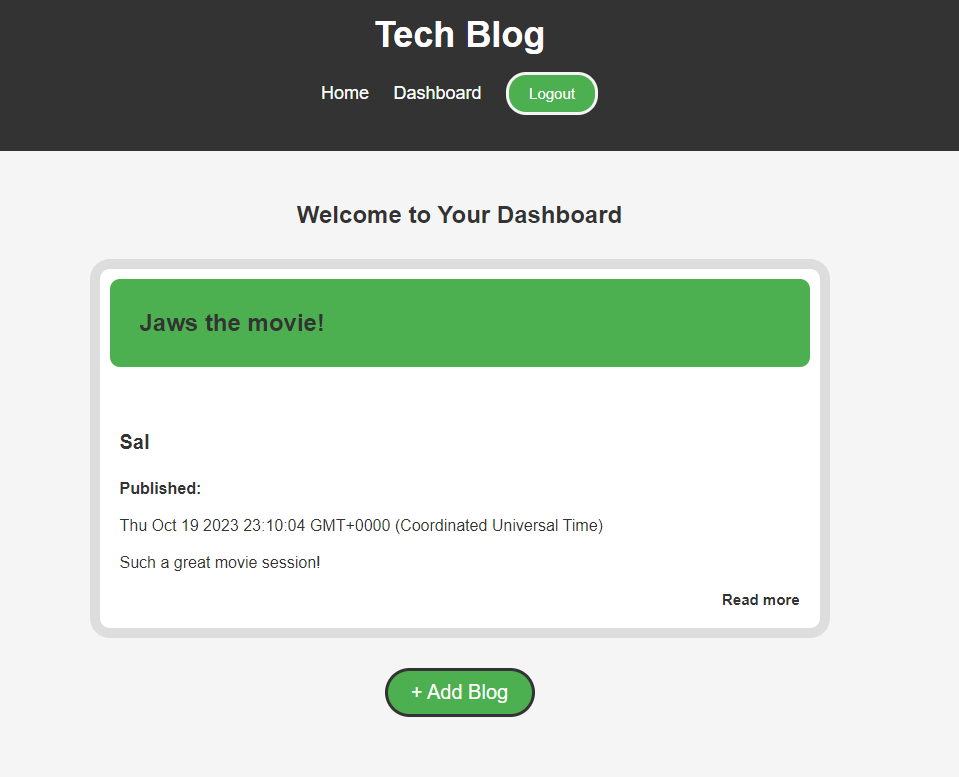 Tech Blog
Home Dashboard Logout
Welcome to Your Dashboard
Jaws the movie!
Sal
Published:
Thu Oct 19 2023 23:10:04 GMT+0000 (Coordinated Universal Time)
Such a great movie session!
Read more
+ Add Blog